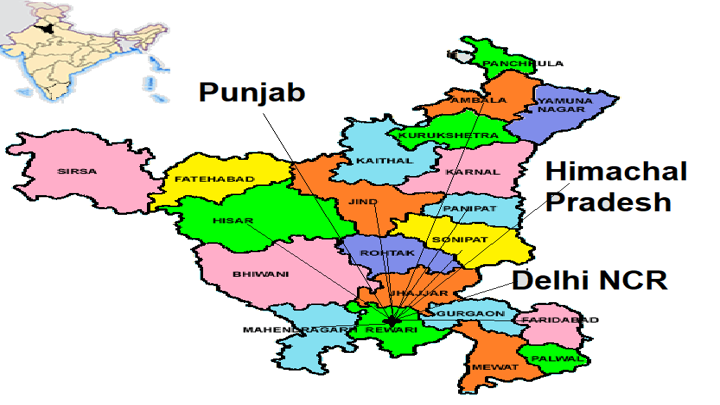 PANCHKULA
Punjab
AMBALA
YAMUNA
NAGAR
KURUKSHETRA
KAITHAL
KARNAL
Himachal
Pradesh
SIRSA
FATEHABAD
JIND
PANIPAT
HISAR
SONIPAT
ROHTAK
BHIWANI
Delhi NCR
JHAJJAR
GURGAON
FARIDABAD
MAHENDRAGARH
REWARI
PALWAL
MEWAT